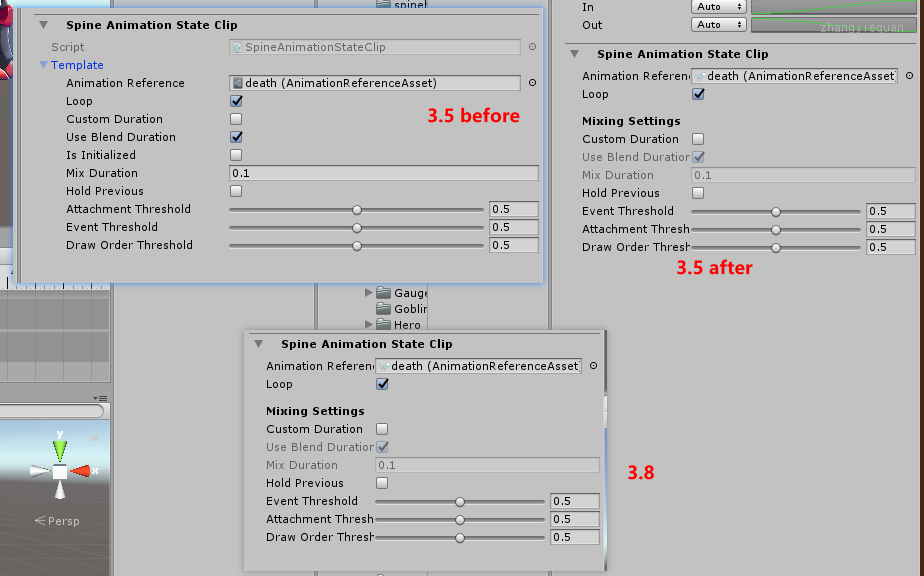 Spine Animation State Clip
Script
SpineAnimationStateClip
Template
Animation Reference
death (AnimationReferenceAsset)
Loop
Custom Duration
Use Blend Duration
Is Initialized
Mix Duration
0.1
Hold Previous
Attachment Threshold
0.5
Event Threshold
0.5
Draw Order Threshold
0.5
3.5 before
In
Auto
Out
Auto
zhangjiequan
Spine Animation State Clip
Animation Referen
death (AnimationReferenceAsset
Loop
Mixing Settings
Custom Duration
Use Blend Duration
Mix Duration
0.1
Hold Previous
Event Threshold
0.5
Attachment Thresh
0.5
Draw Order Thresh
0.5
3.5 after
Gauge
Goblin
Hero
Spine Animation State Clip
Animation Referen
death (AnimationReferenceAsset
Loop
Mixing Settings
Custom Duration
Use Blend Duration
Mix Duration
0.1
Hold Previous
Event Threshold
0.5
Attachment Thresh
0.5
Draw Order Thresh
0.5
3.8
y
x
Persp